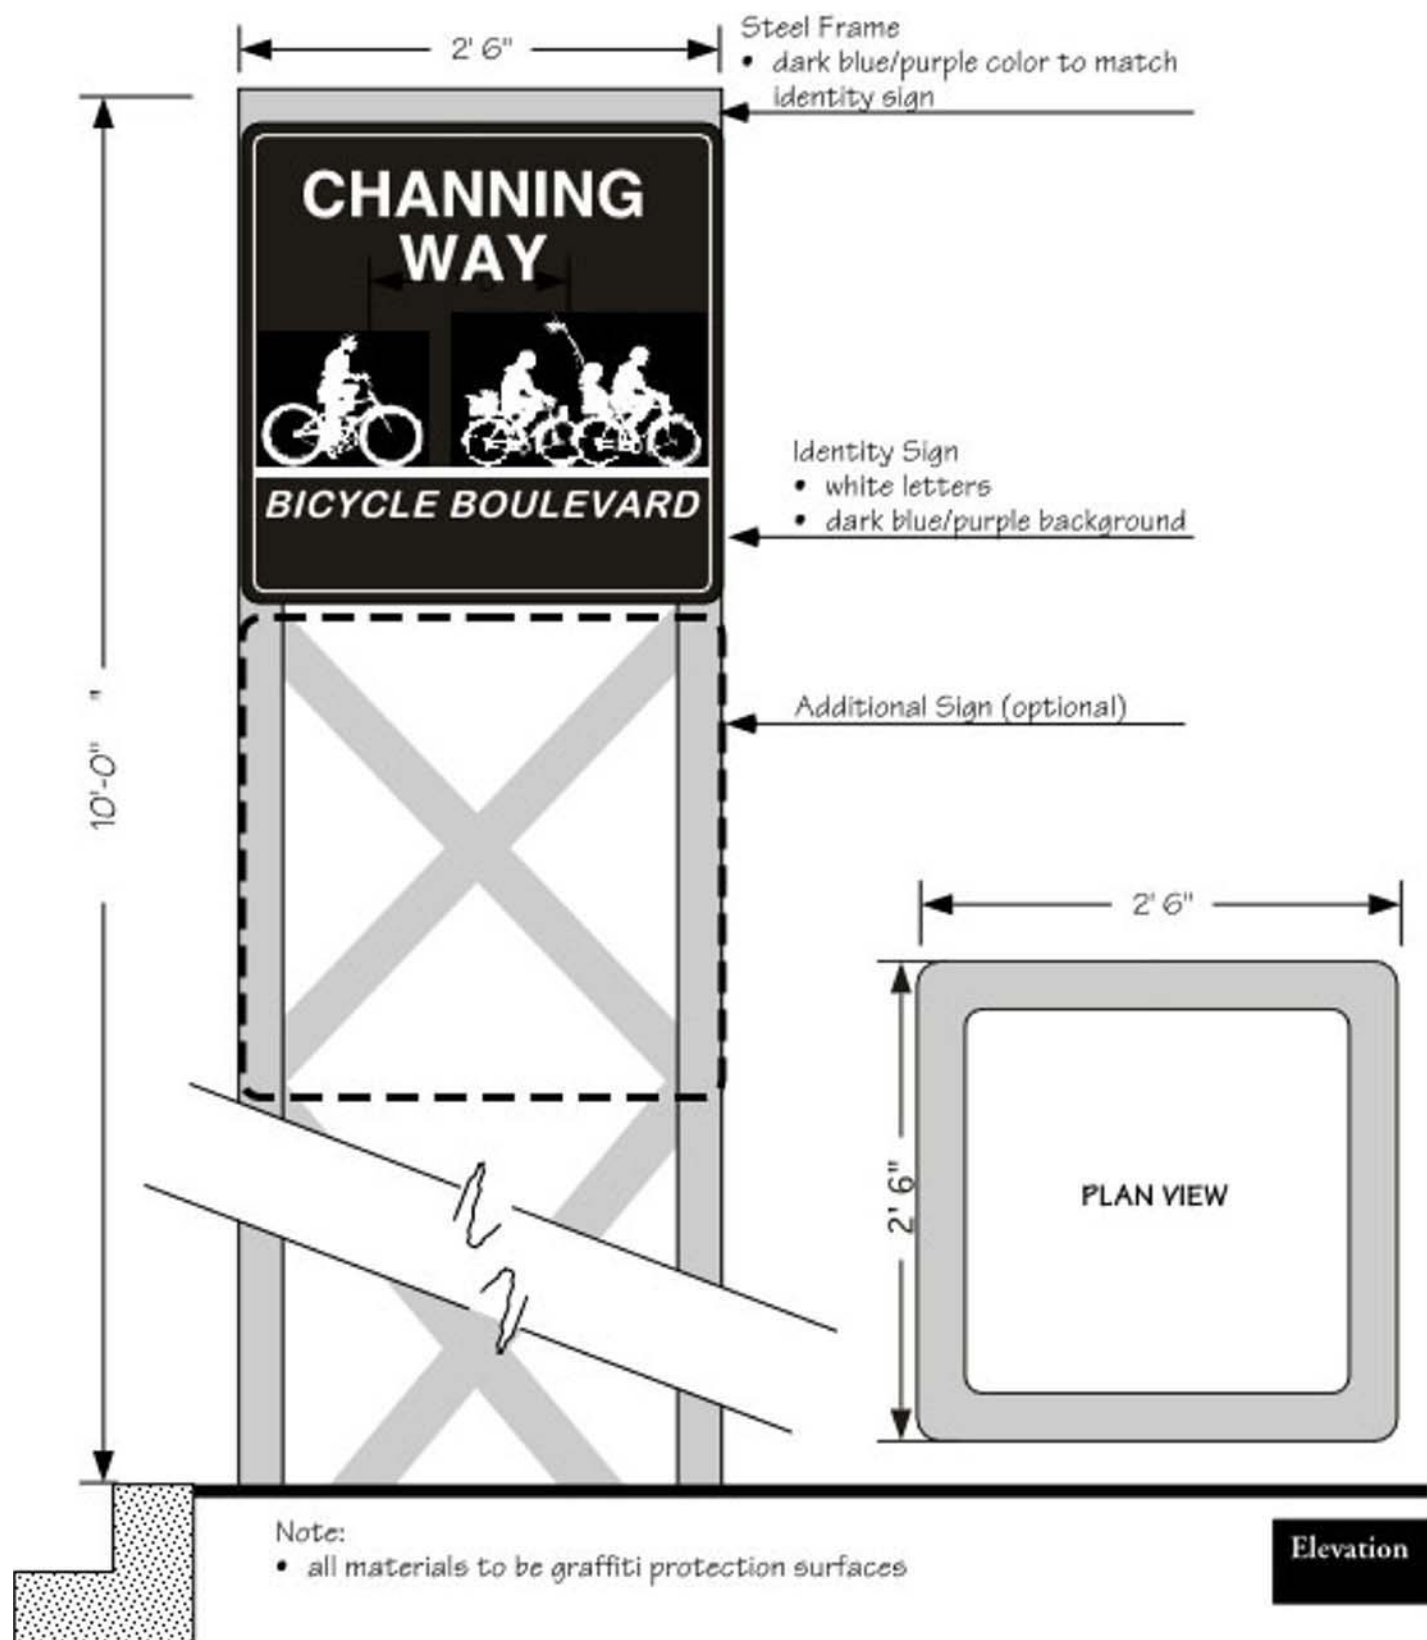 2' 6"
Steel Frame
• dark blue/purple color to match
identity sign
CHANNING
WAY
BICYCLE BOULEVARD
Identity Sign
• white letters
• dark blue/purple background
Additional Sign (optional)
10'-0" "
2' 6"
2' 6"
PLAN VIEW
Note:
• all materials to be graffiti protection surfaces
Elevation